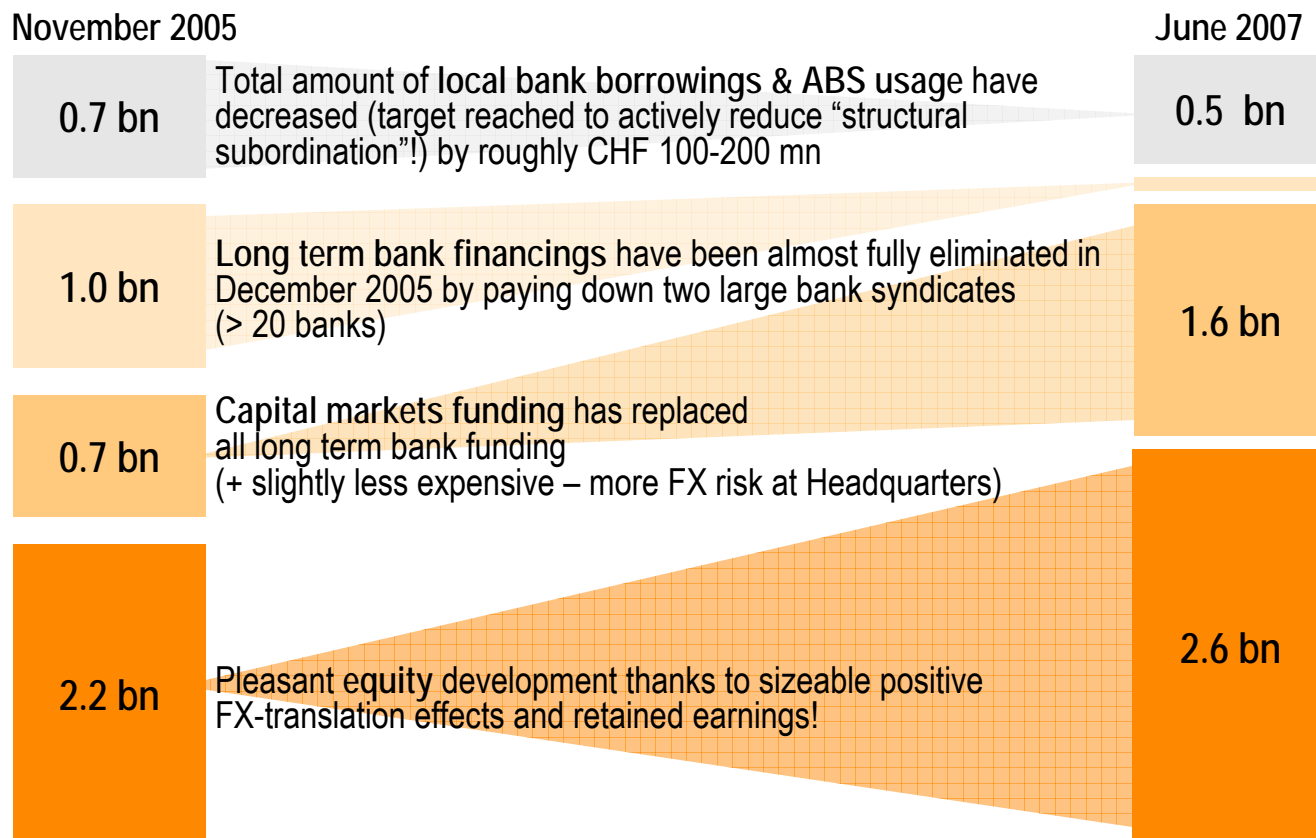 November 2005
June 2007
0.7 bn
Total amount of local bank borrowings & ABS usage have
decreased (target reached to actively reduce “structural
subordination”!) by roughly CHF 100-200 mn
0.5 bn
1.0 bn
Long term bank financings have been almost fully eliminated in
December 2005 by paying down two large bank syndicates
(> 20 banks)
1.6 bn
0.7 bn
Capital markets funding has replaced
all long term bank funding
(+ slightly less expensive – more FX risk at Headquarters)
2.2 bn
Pleasant equity development thanks to sizeable positive
FX-translation effects and retained earnings!
2.6 bn